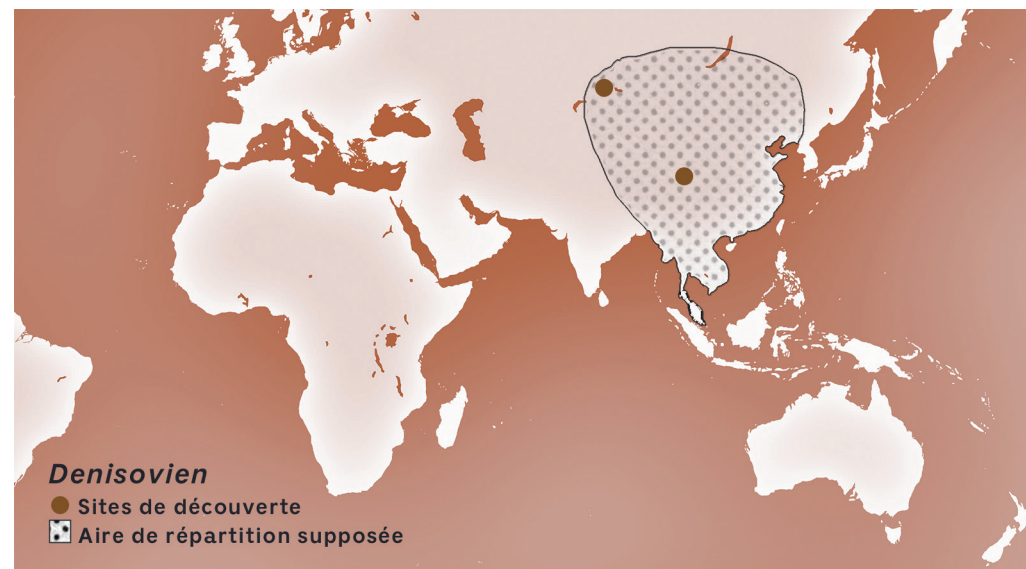 Denisovien
Sites de découverte
Aire de répartition supposée